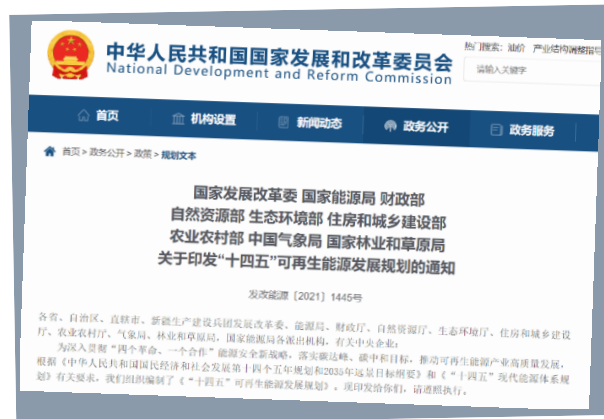 热门搜索: 油价 产业结构调整指导
中华人民共和国国家发展和改革委员会
National Development and Reform Commission
请输入关键字
首页 机构设置 新闻动态 政务公开 政务服务
首页 > 政务公开 > 政策 > 规划文本
国家发展改革委 国家能源局 财政部
自然资源部 生态环境部 住房和城乡建设部
农业农村部 中国气象局 国家林业和草原局
关于印发“十四五”可再生能源发展规划的通知
发改能源〔2021〕1445号
各省、自治区、直辖市、新疆生产建设兵团发展改革委、能源局、财政厅、自然资源厅、生态环境厅、住房和城乡建设
厅、农业农村厅、气象局、林业和草原局，国家能源局各派出机构，有关中央企业：
为深入贯彻“四个革命、一个合作”能源安全新战略，落实碳达峰、碳中和目标，推动可再生能源产业高质量发展，
根据《中华人民共和国国民经济和社会发展第十四个五年规划和2035年远景目标纲要》和《“十四五”现代能源体系规
划》有关要求，我们组织编制了《“十四五”可再生能源发展规划》。现印发给你们，请遵照执行。